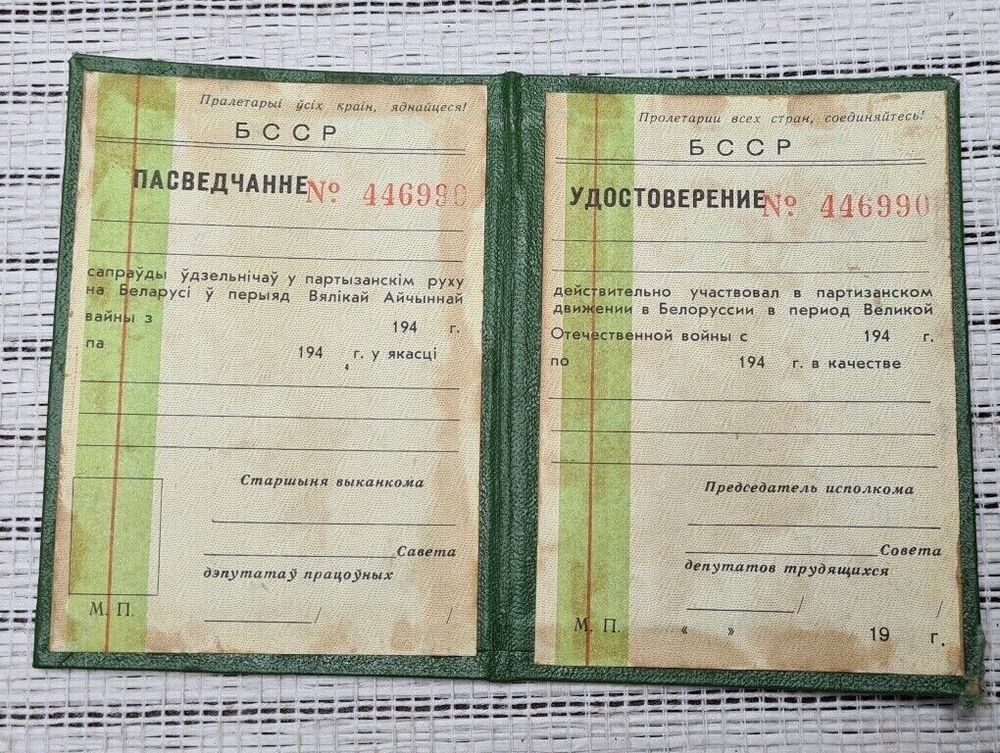 Пралетарыі ўсіх краін, яднайцеся!
БССР
ПАСВЕДЧАННЕ № 446990
сапраўды ўдзельнічаў у партызанскім руху
на Беларусі ў перыяд Вялікай Айчыннай
вайны з 194 г.
па 194 г. у якасці
Старшыня выканкома
Савета
дэпутатаў працоўных
М. П. / /
Пролетарии всех стран, соединяйтесь!
БССР
УДОСТОВЕРЕНИЕ № 446990
действительно участвовал в партизанском
движении в Белоруссии в период Великой
Отечественной войны с 194 г.
по 194 г. в качестве
Председатель исполкома
Совета
депутатов трудящихся
/ /
М. П. « » 19 г.